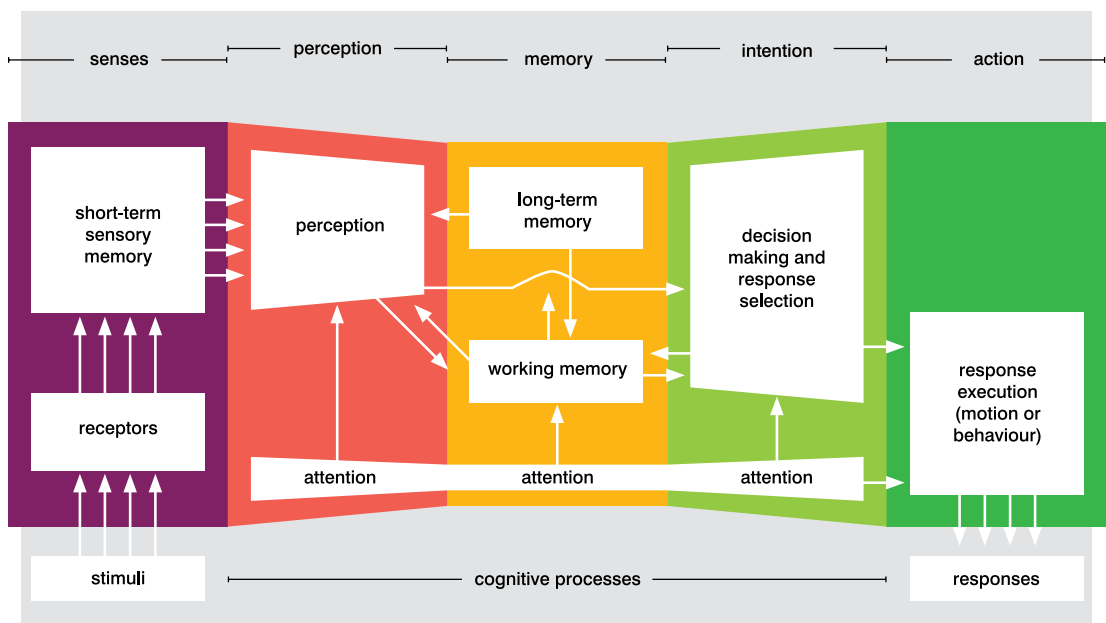 senses
perception
memory
intention
action
short-term
sensory
memory
perception
long-term
memory
decision
making and
response
selection
working memory
receptors
response
execution
(motion or
behaviour)
attention
attention
attention
stimuli
cognitive processes
responses